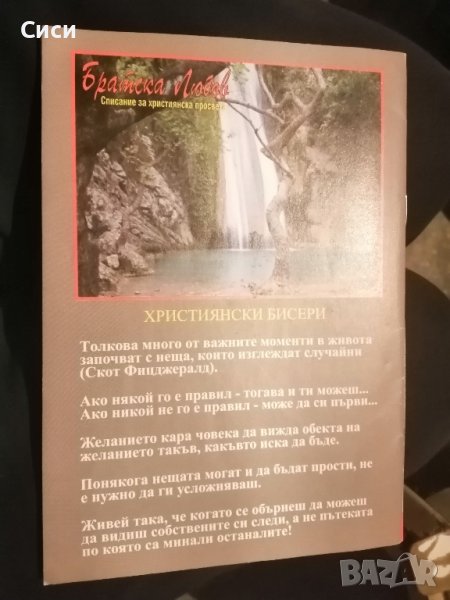 Сиси
Братска Любов
Списание за християнска просвета
ХРИСТИЯНСКИ БИСЕРИ
Толкова много от важните моменти в живота
започват с неща, които изглеждат случайни
(Скот Фицджералд).
Ако някой го е правил - тогава и ти можеш...
Ако никой не го е правил - може да си първи...
Желанието кара човека да вижда обекта на
желанието такъв, какъвто иска да бъде.
Понякога нещата могат и да бъдат прости, не
е нужно да ги усложняваш.
Живей така, че когато се обърнеш да можеш
да видиш собствените си следи, а не пътеката
по която са минали останалите!
BAZAR